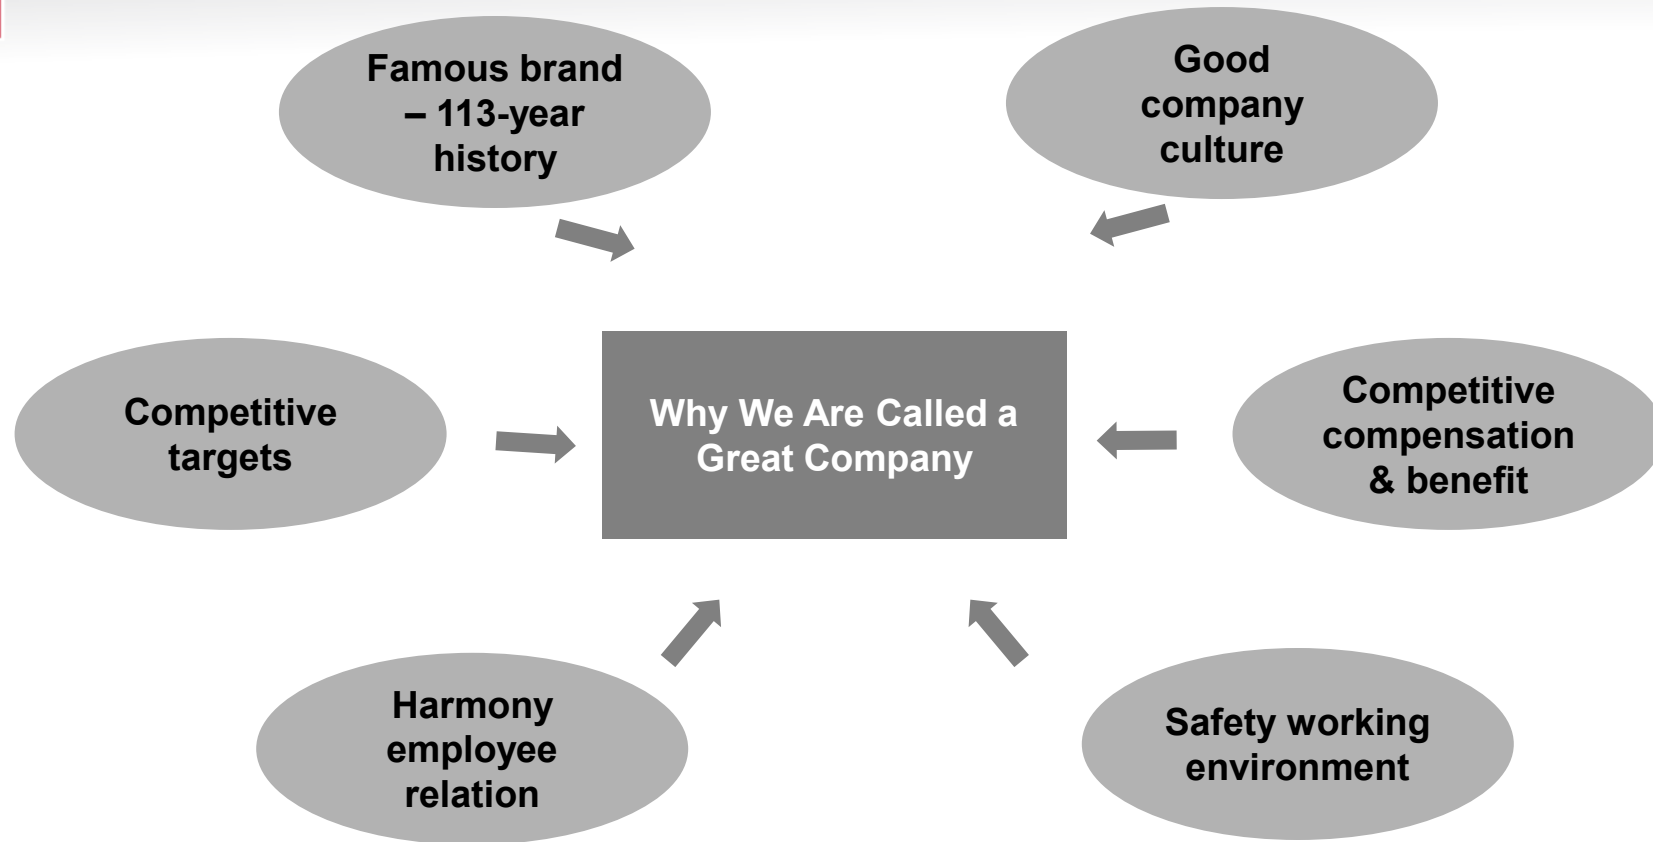 Famous brand
– 113-year
history
Good
company
culture
Competitive
targets
Why We Are Called a
Great Company
Competitive
compensation
& benefit
Harmony
employee
relation
Safety working
environment